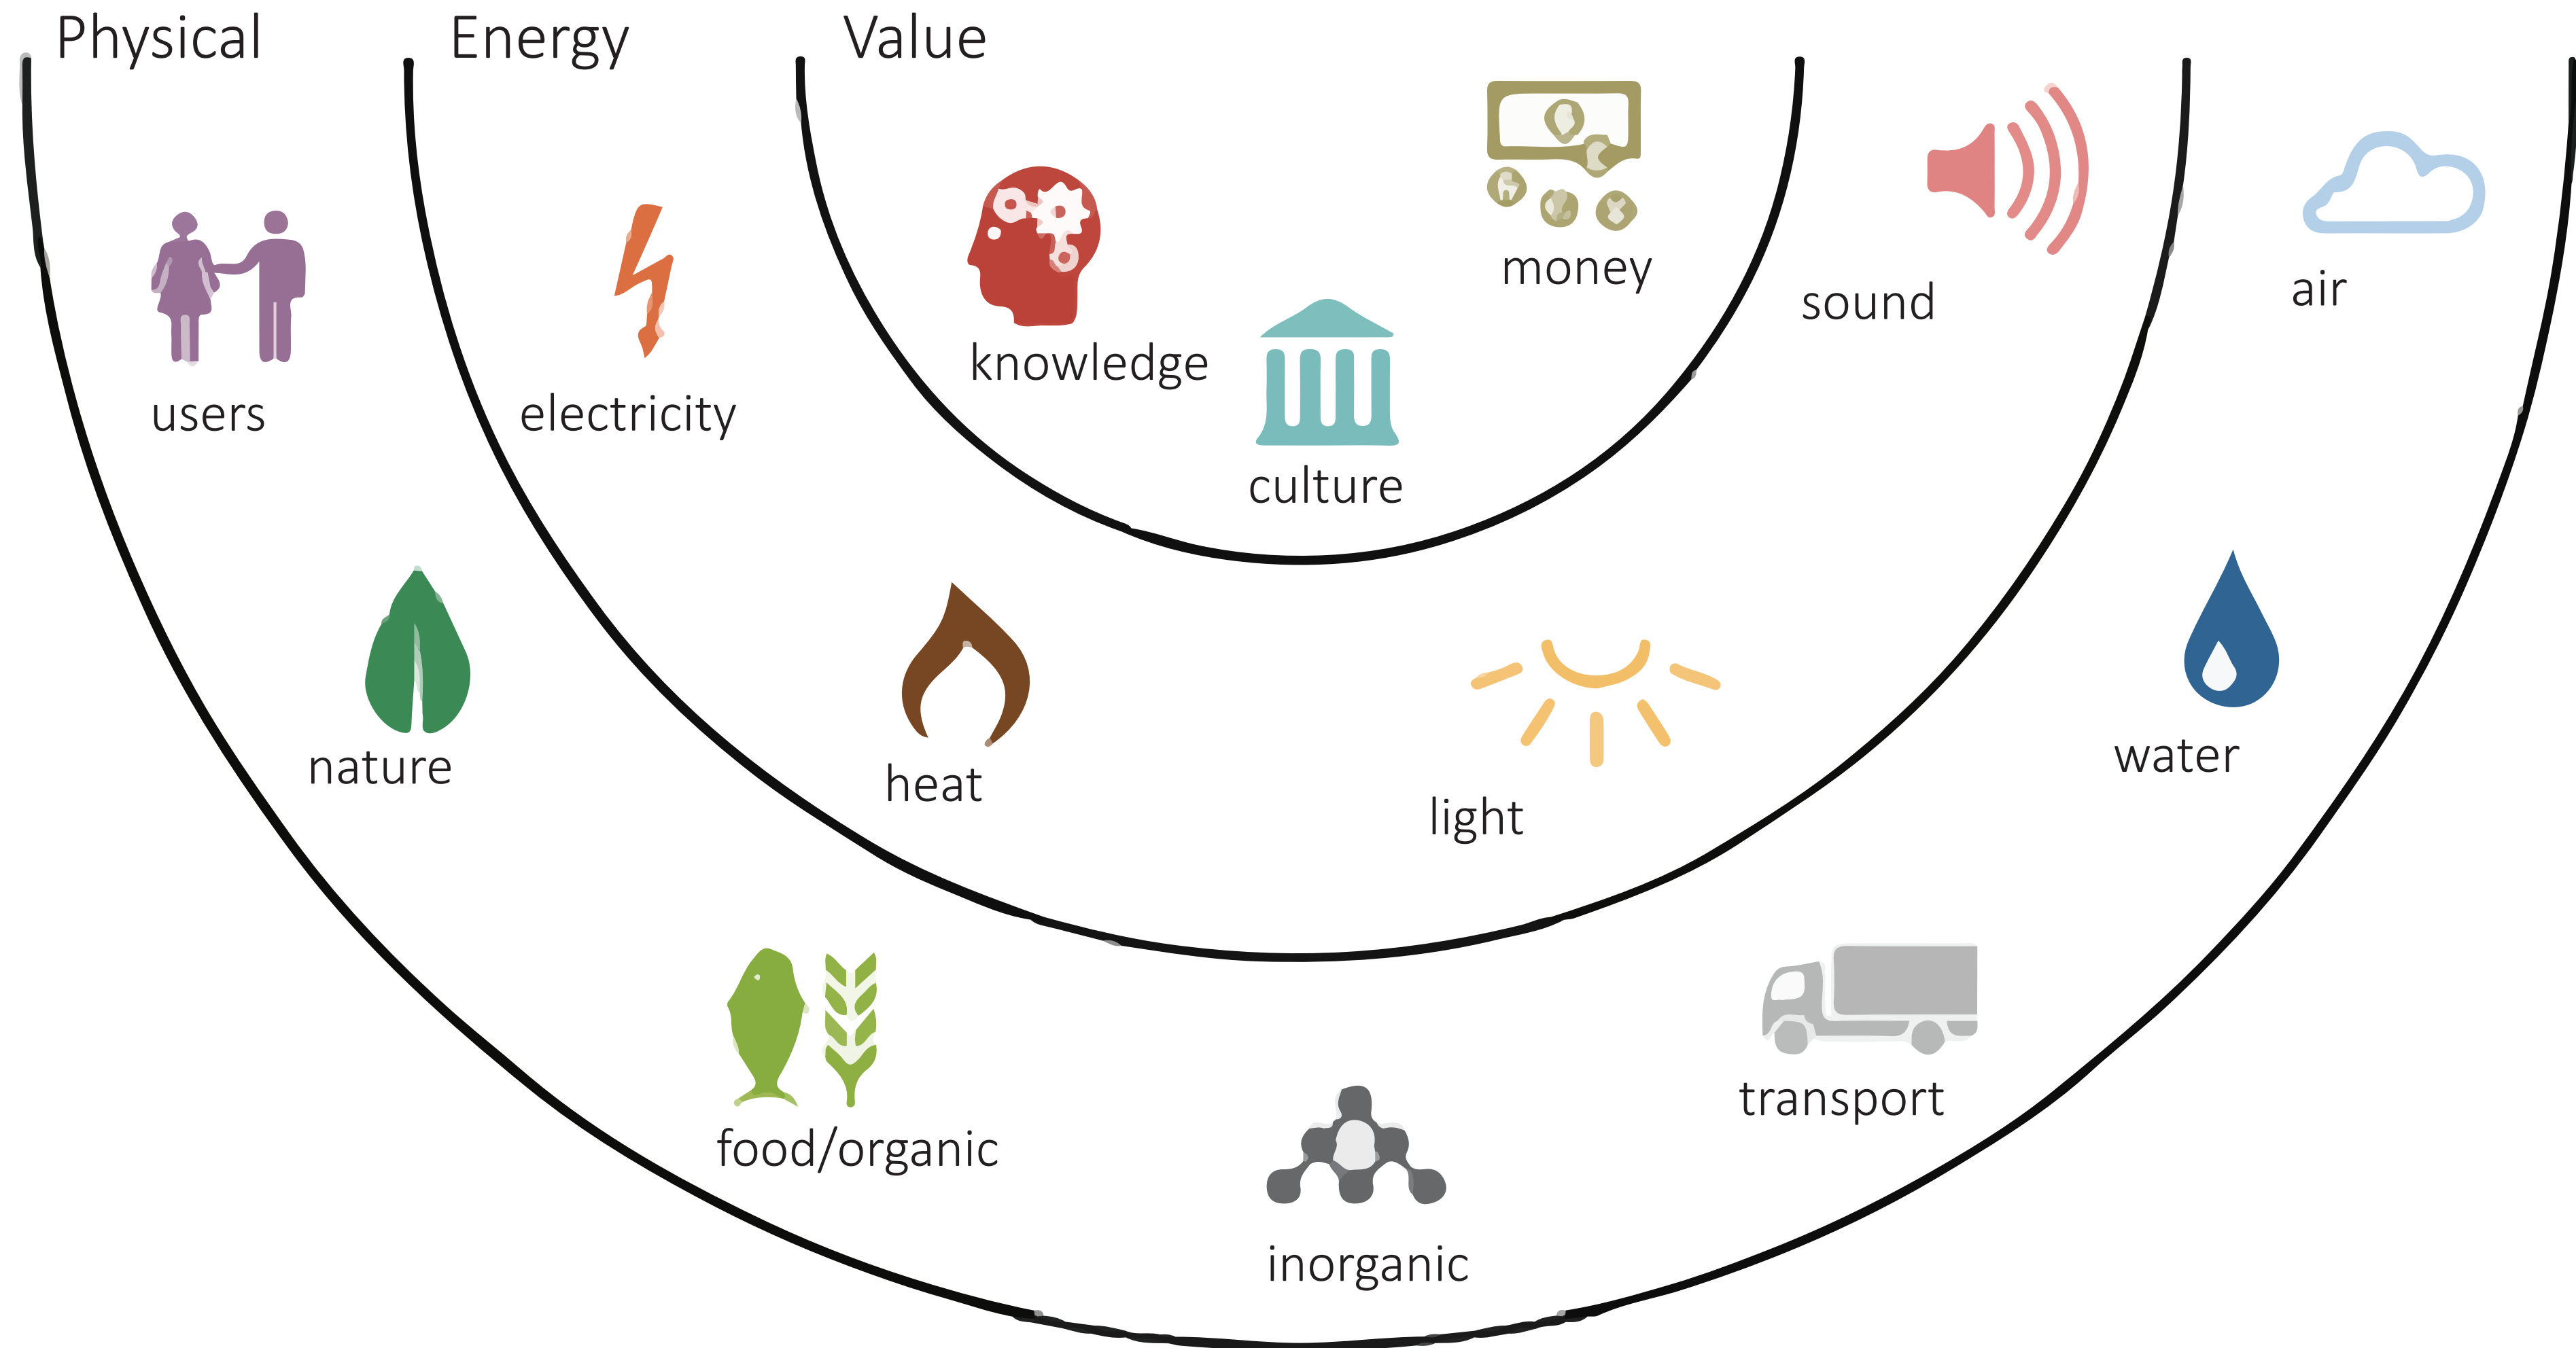 Physical
Energy
Value
users
electricity
knowledge
culture
money
sound
air
nature
heat
light
water
food/organic
inorganic
transport